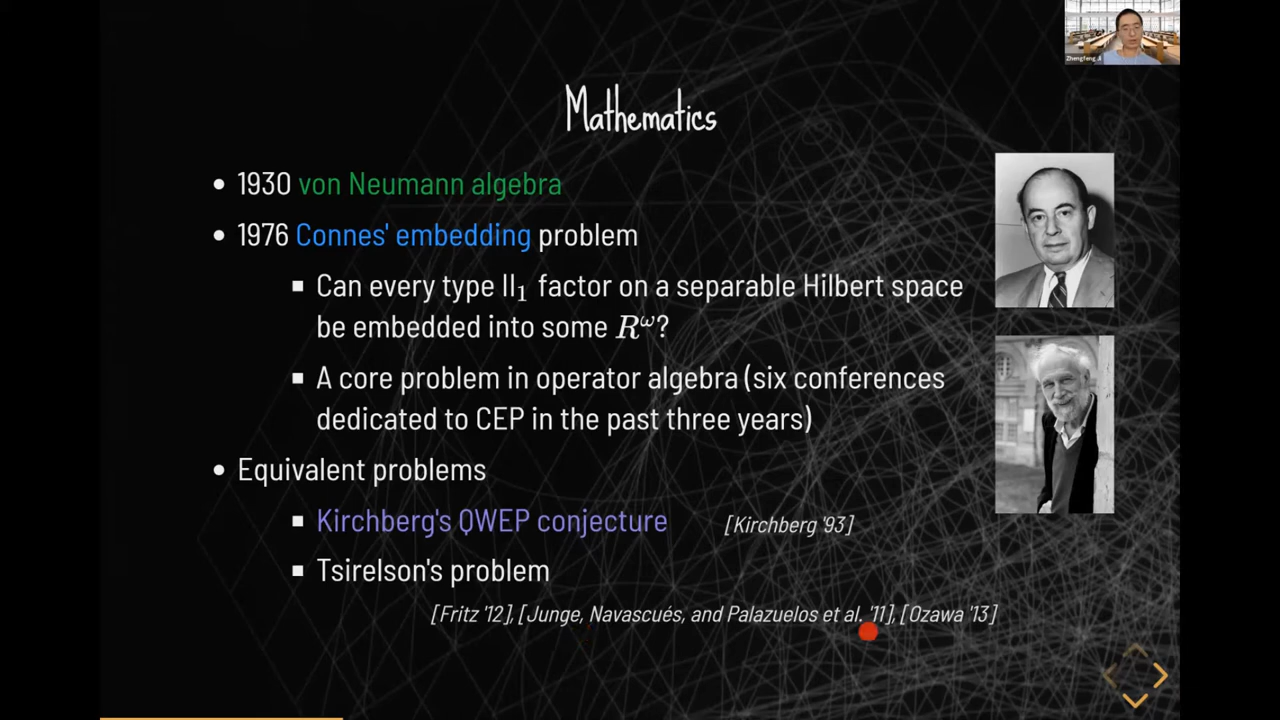 Zhengfeng Ji
Mathematics
• 1930 von Neumann algebra
• 1976 Connes' embedding problem
▪ Can every type II₁ factor on a separable Hilbert space
be embedded into some R^ω?
▪ A core problem in operator algebra (six conferences
dedicated to CEP in the past three years)
• Equivalent problems
▪ Kirchberg's QWEP conjecture [Kirchberg '93]
▪ Tsirelson's problem
[Fritz '12], [Junge, Navascués, and Palazuelos et al. '11], [Ozawa '13]